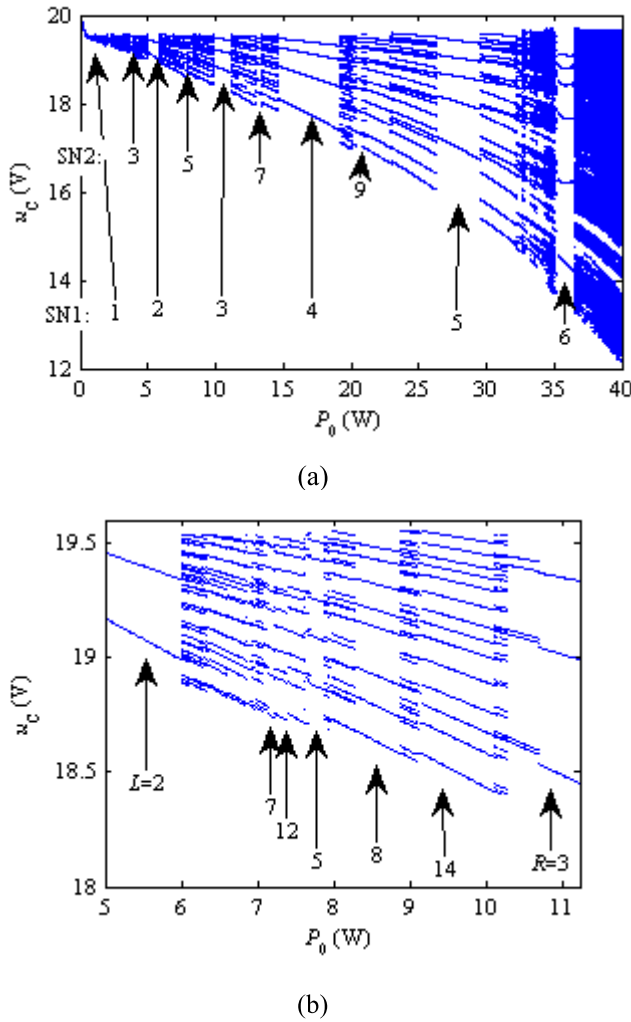 20
18
16
14
12
u_C (V)
SN2: 3 5 7 9
SN1: 1 2 3 4 5 6
0 5 10 15 20 25 30 35 40
P_0 (W)
(a)
19.5
19
18.5
18
u_C (V)
L=2 7 12 5 8 14 R=3
5 6 7 8 9 10 11
P_0 (W)
(b)